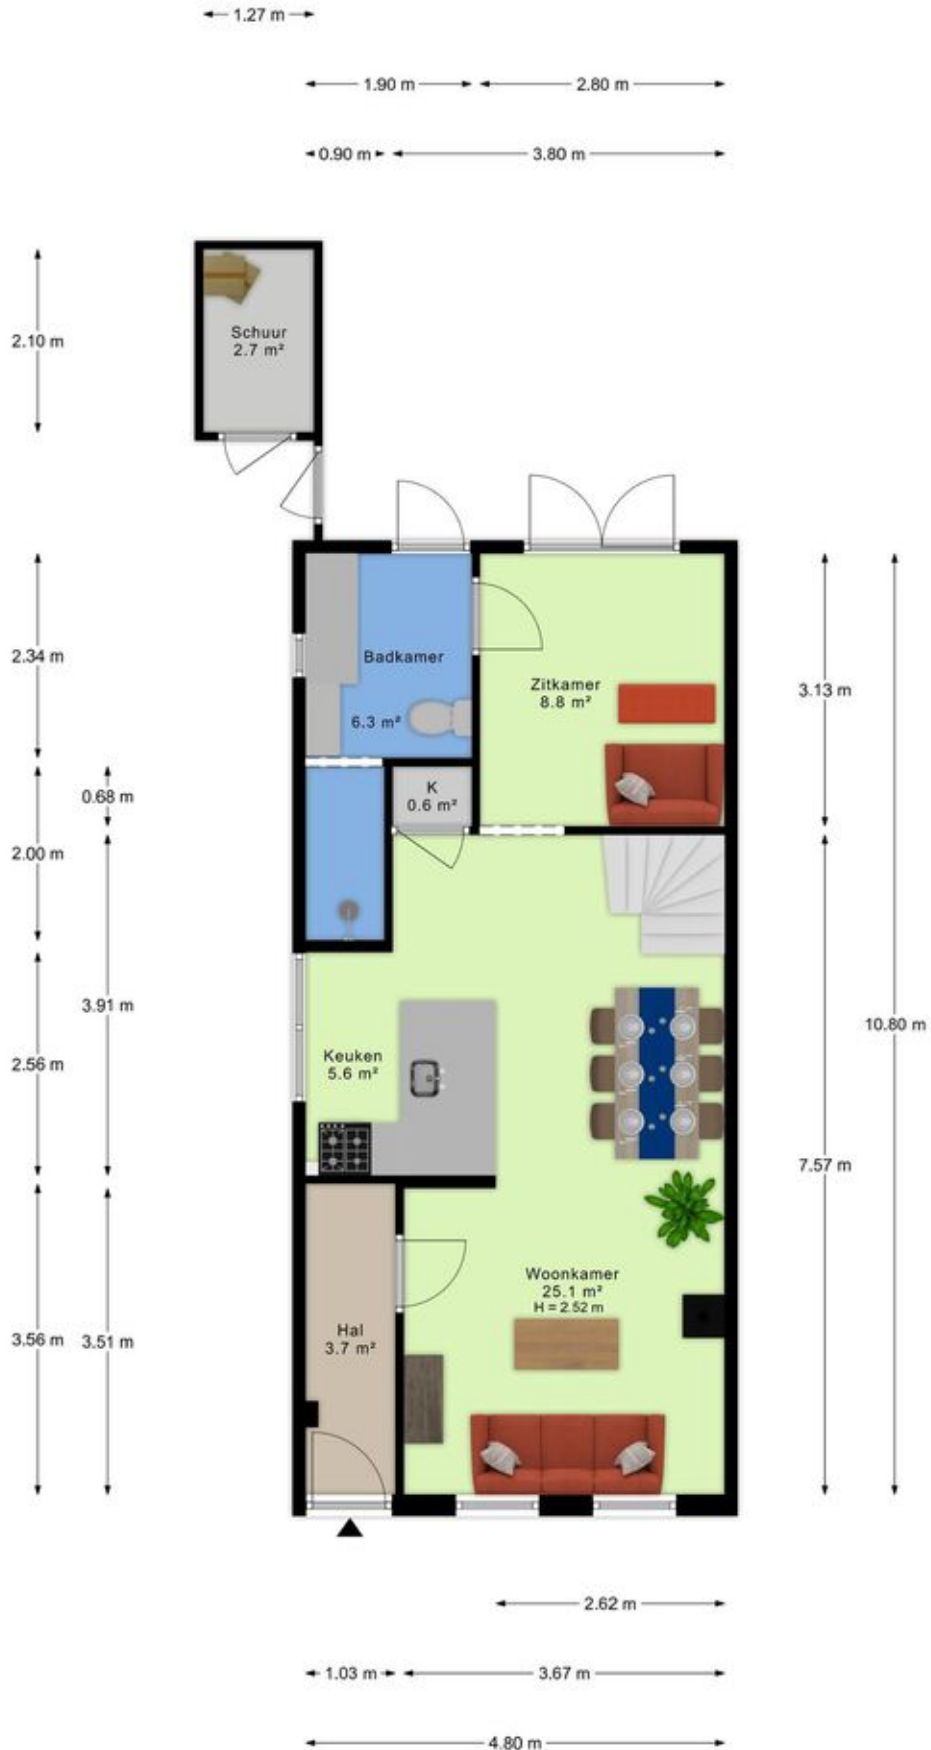 1.27 m
1.90 m
2.80 m
0.90 m
3.80 m
2.10 m
Schuur
2.7 m²
2.34 m
Badkamer
6.3 m²
Zitkamer
8.8 m²
3.13 m
K
0.6 m²
0.68 m
2.00 m
3.91 m
10.80 m
Keuken
5.6 m²
2.56 m
7.57 m
Woonkamer
25.1 m²
H = 2.52 m
Hal
3.7 m²
3.56 m
3.51 m
2.62 m
1.03 m
3.67 m
4.80 m